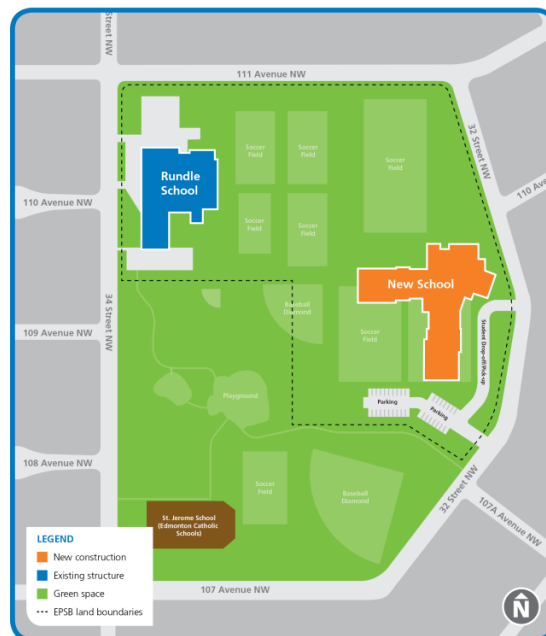 Street NW
111 Avenue NW
32 Street NW
110 Ave
Soccer
Field
Soccer
Field
Soccer
Field
Rundle
School
110 Avenue NW
Soccer
Field
Soccer
Field
New School
34 Street NW
109 Avenue NW
Baseball
Diamond
Soccer
Field
Student Drop-off/Pick-up
Playground
Parking
Parking
108 Avenue NW
Soccer
Field
Baseball
Diamond
32 Street NW
107A Avenue NW
St. Jerome School
(Edmonton Catholic
Schools)
LEGEND
New construction
Existing structure
Green space
EPSB land boundaries
107 Avenue NW
N